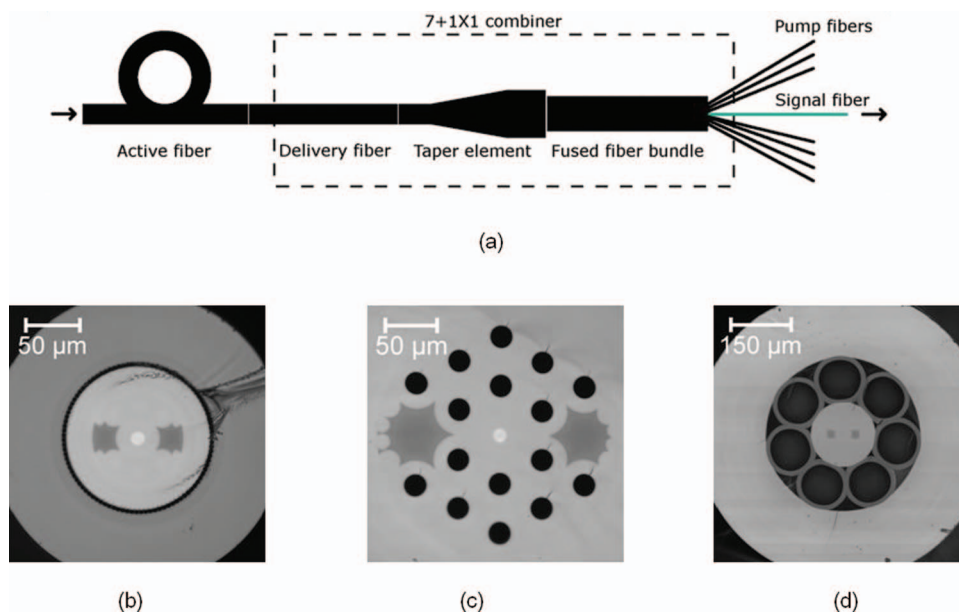 7+1X1 combiner
Pump fibers
Signal fiber
Active fiber
Delivery fiber
Taper element
Fused fiber bundle
(a)
50 μm
50 μm
150 μm
(b)
(c)
(d)